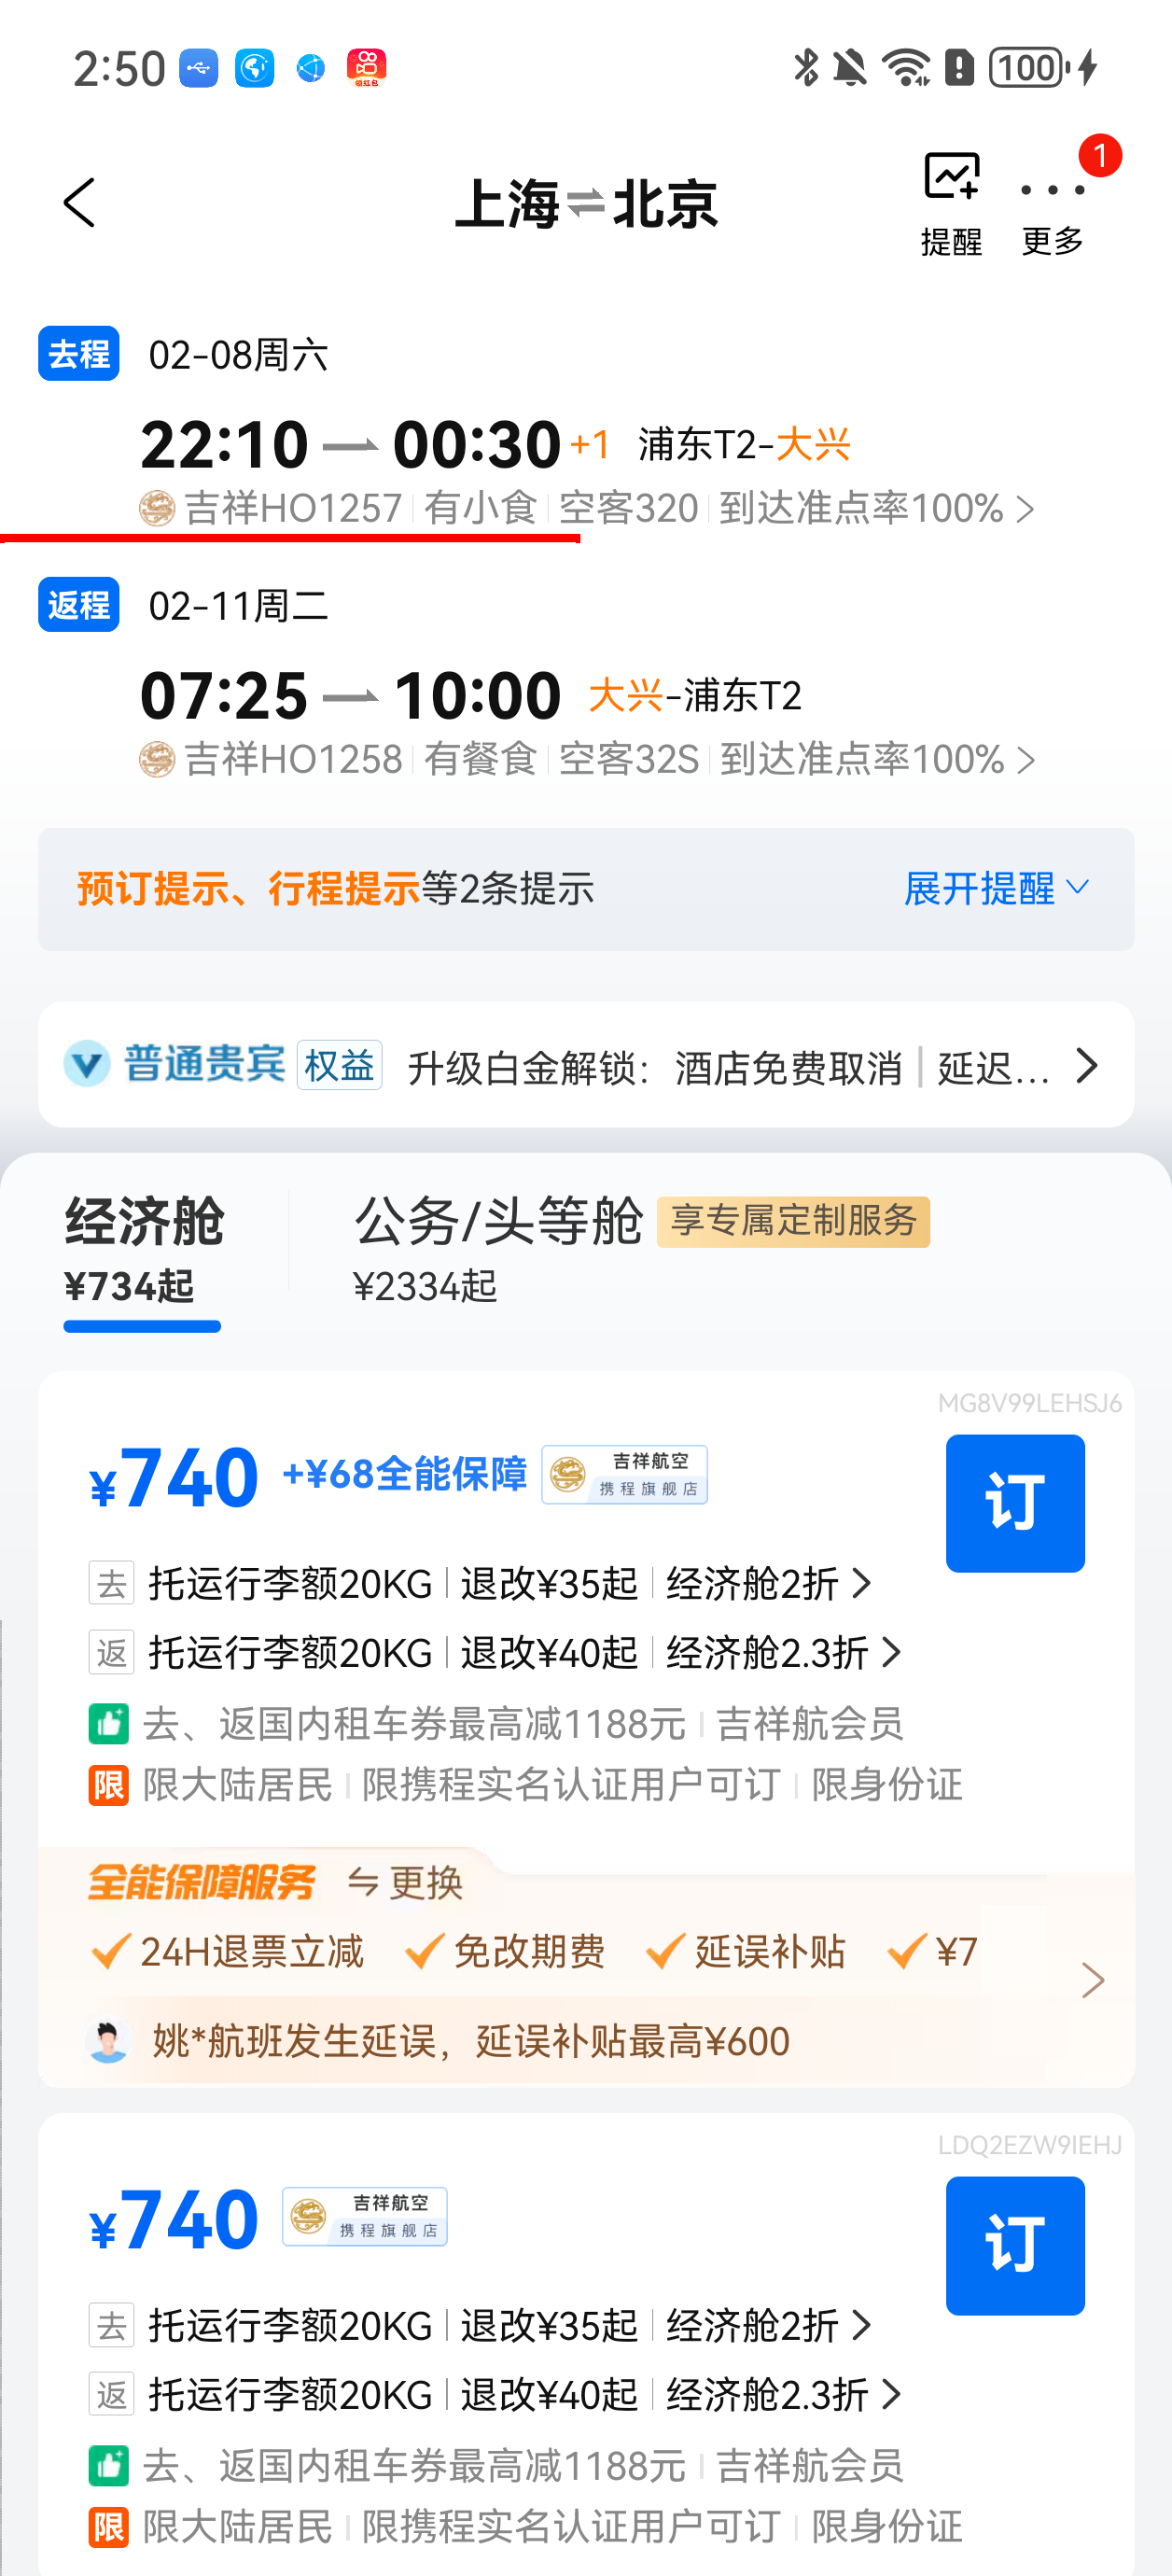 2:50 领红包 100
上海⇌北京
1
提醒 更多
去程 02-08周六
22:10 00:30 +1 浦东T2-大兴
吉祥HO1257 有小食 空客320 到达准点率100%
返程 02-11周二
07:25 10:00 大兴-浦东T2
吉祥HO1258 有餐食 空客32S 到达准点率100%
预订提示、行程提示等2条提示 展开提醒
普通贵宾 权益 升级白金解锁：酒店免费取消 延迟...
经济舱 公务/头等舱 享专属定制服务
¥734起 ¥2334起
MG8V99LEHSJ6
¥740 +¥68全能保障 吉祥航空 携程旗舰店 订
去 托运行李额20KG 退改¥35起 经济舱2折
返 托运行李额20KG 退改¥40起 经济舱2.3折
去、返国内租车券最高减1188元 吉祥航会员
限 限大陆居民 限携程实名认证用户可订 限身份证
全能保障服务 更换
24H退票立减 免改期费 延误补贴 ¥7
姚*航班发生延误，延误补贴最高¥600
LDQ2EZW9IEHJ
¥740 吉祥航空 携程旗舰店 订
去 托运行李额20KG 退改¥35起 经济舱2折
返 托运行李额20KG 退改¥40起 经济舱2.3折
去、返国内租车券最高减1188元 吉祥航会员
限 限大陆居民 限携程实名认证用户可订 限身份证